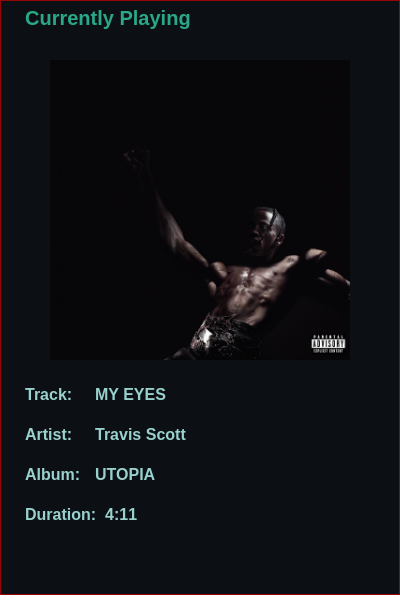 Currently Playing
PARENTAL
ADVISORY
EXPLICIT CONTENT
Track: MY EYES
Artist: Travis Scott
Album: UTOPIA
Duration: 4:11